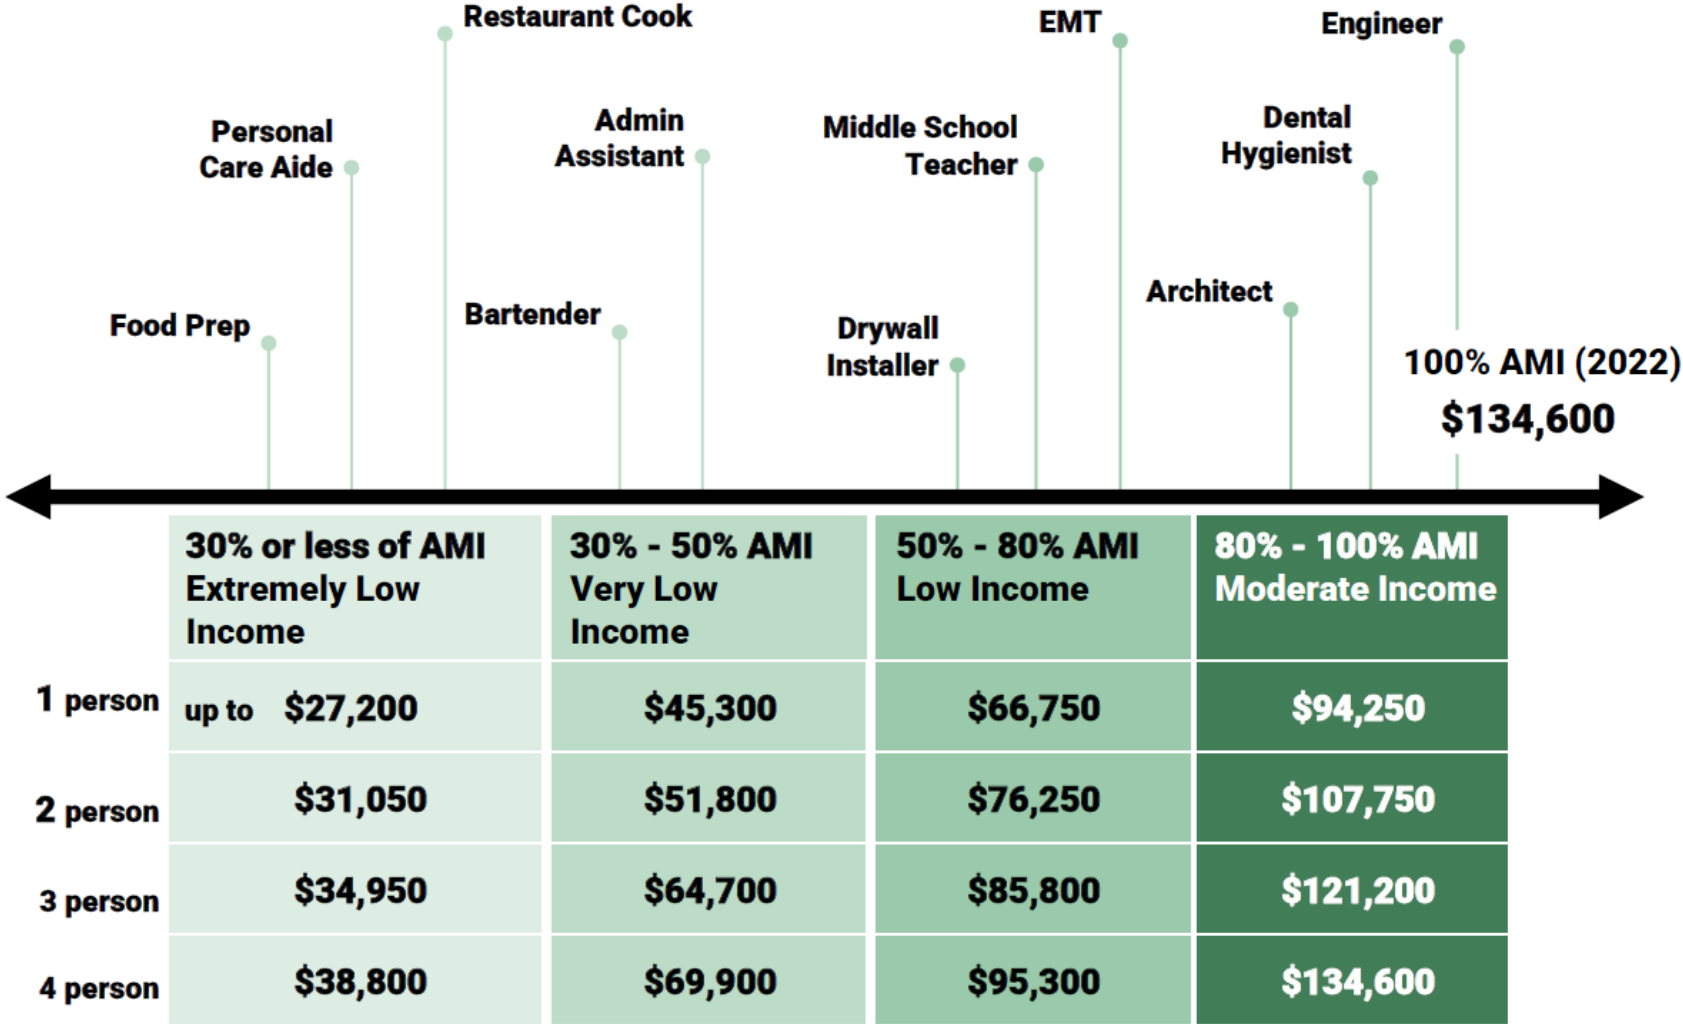 Restaurant Cook
EMT
Engineer
Personal
Care Aide
Admin
Assistant
Middle School
Teacher
Dental
Hygienist
Food Prep
Bartender
Drywall
Installer
Architect
100% AMI (2022)
$134,600
30% or less of AMI
Extremely Low
Income
30% - 50% AMI
Very Low
Income
50% - 80% AMI
Low Income
80% - 100% AMI
Moderate Income
1 person up to $27,200 $45,300 $66,750 $94,250
2 person $31,050 $51,800 $76,250 $107,750
3 person $34,950 $64,700 $85,800 $121,200
4 person $38,800 $69,900 $95,300 $134,600